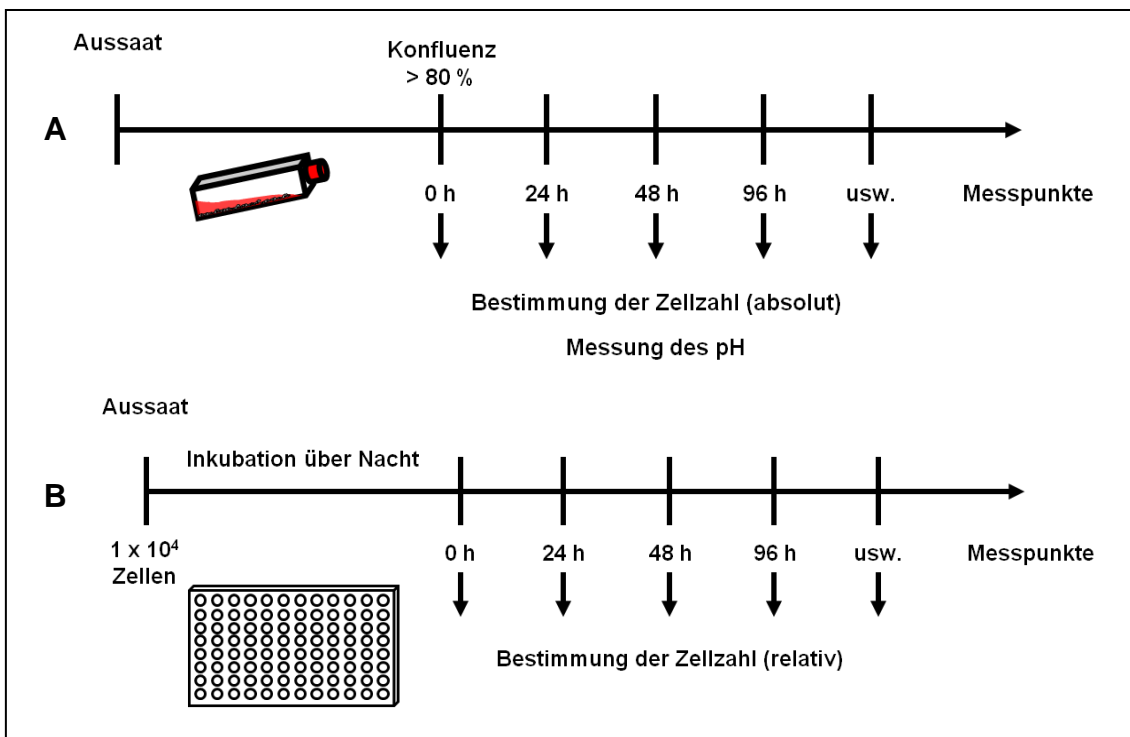 Aussaat
Konfluenz
> 80 %
A
0 h 24 h 48 h 96 h usw. Messpunkte
Bestimmung der Zellzahl (absolut)
Messung des pH
Aussaat
Inkubation über Nacht
B
1 x 10⁴
Zellen
0 h 24 h 48 h 96 h usw. Messpunkte
Bestimmung der Zellzahl (relativ)